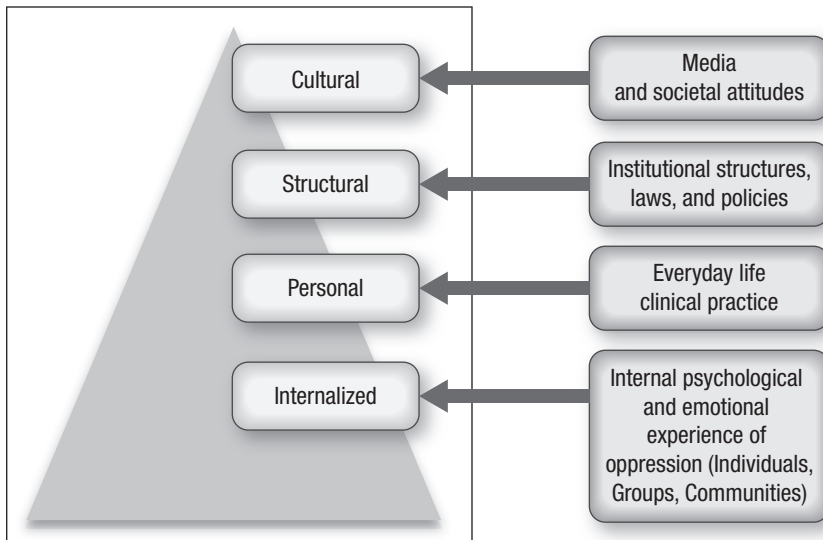 Cultural
Media
and societal attitudes
Structural
Institutional structures,
laws, and policies
Personal
Everyday life
clinical practice
Internalized
Internal psychological
and emotional
experience of
oppression (Individuals,
Groups, Communities)